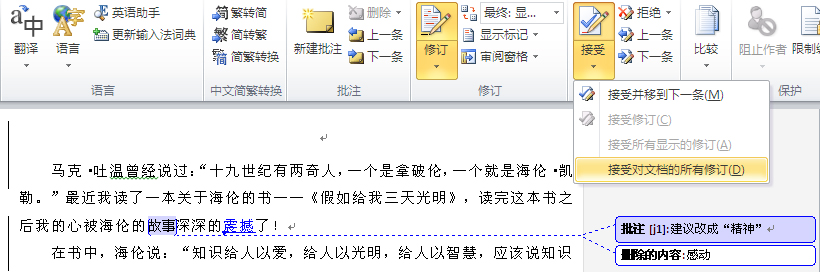 英语助手
更新输入法词典
翻译
语言
语言
简繁转简
简转繁
简繁转换
中文简繁转换
新建批注
删除
上一条
下一条
批注
修订
最终: 显...
显示标记
审阅窗格
修订
接受
拒绝
上一条
下一条
比较
阻止作者
限制编
保护
接受并移到下一条(M)
接受修订(C)
接受所有显示的修订(A)
接受对文档的所有修订(D)
马克·吐温曾经说过:“十九世纪有两奇人，一个是拿破伦，一个就是海伦·凯
勒。”最近我读了一本关于海伦的书——《假如给我三天光明》，读完这本书之
后我的心被海伦的故事深深的震撼了！
在书中，海伦说：“知识给人以爱，给人以光明，给人以智慧，应该说知识
批注 [j1]:建议改成“精神”
删除的内容:感动